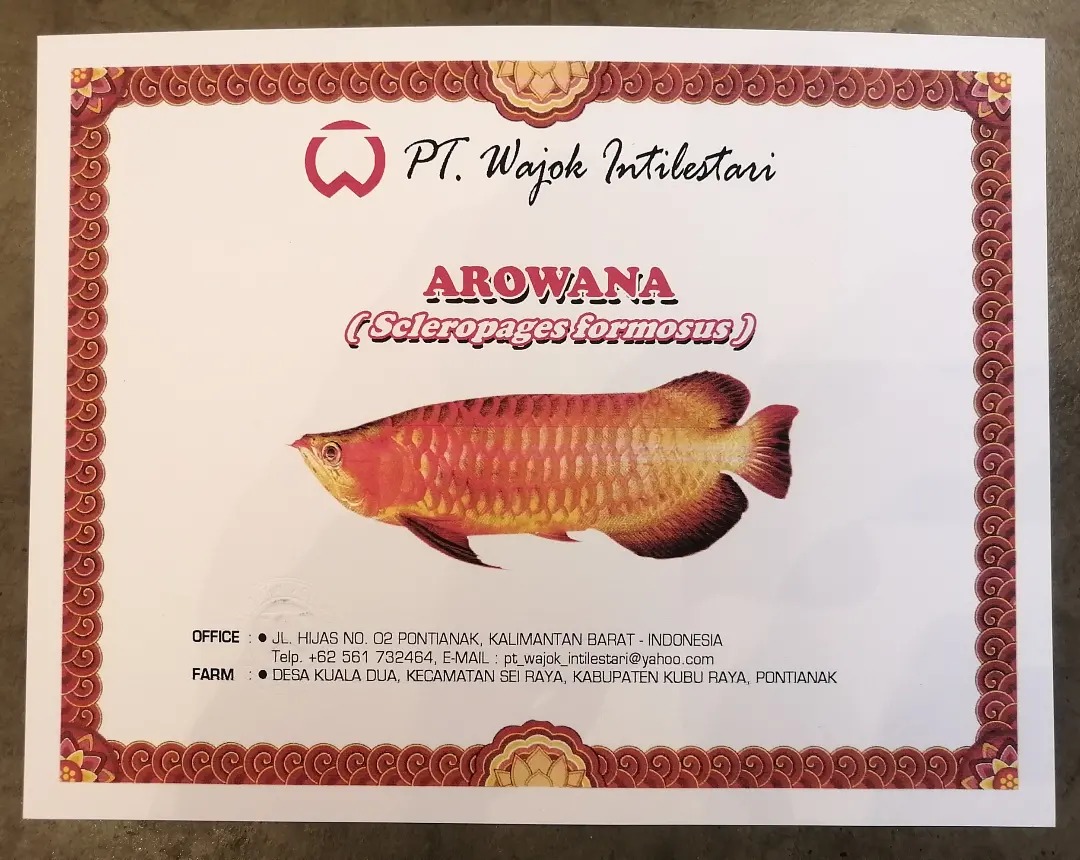 PT. Wajok Intilestari
AROWANA
( Scleropages formosus )
OFFICE : ● JL. HIJAS NO. 02 PONTIANAK, KALIMANTAN BARAT - INDONESIA
Telp. +62 561 732464, E-MAIL : pt_wajok_intilestari@yahoo.com
FARM : ● DESA KUALA DUA, KECAMATAN SEI RAYA, KABUPATEN KUBU RAYA, PONTIANAK